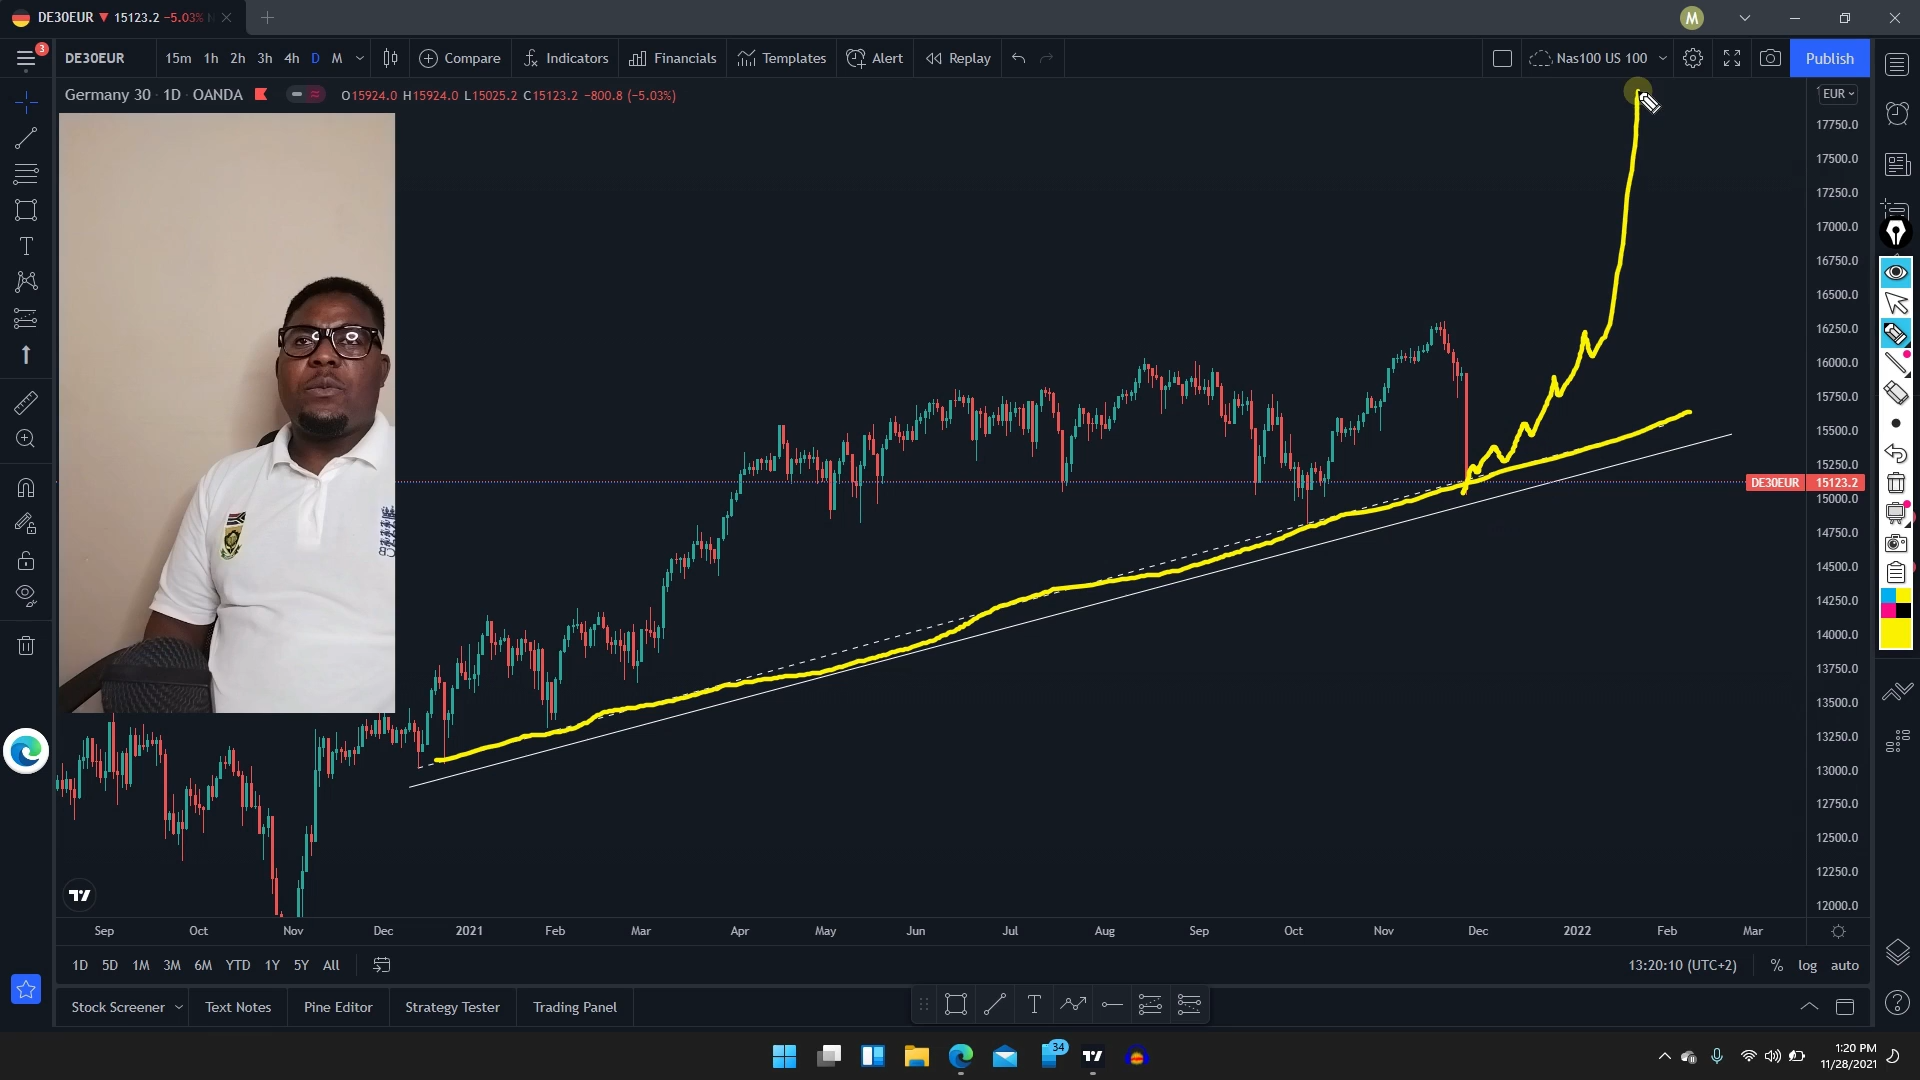 DE30EUR ▼ 15123.2 −5.03%
M
3
DE30EUR 15m 1h 2h 3h 4h D M Compare Indicators Financials Templates Alert Replay Nas100 US 100 Publish
Germany 30 · 1D · OANDA O15924.0 H15924.0 L15025.2 C15123.2 −800.8 (−5.03%)
EUR
17750.0
17500.0
17250.0
17000.0
16750.0
16500.0
16250.0
16000.0
15750.0
15500.0
15250.0
DE30EUR 15123.2
15000.0
14750.0
14500.0
14250.0
14000.0
13750.0
13500.0
13250.0
13000.0
12750.0
12500.0
12250.0
12000.0
Sep Oct Nov Dec 2021 Feb Mar Apr May Jun Jul Aug Sep Oct Nov Dec 2022 Feb Mar
1D 5D 1M 3M 6M YTD 1Y 5Y All 13:20:10 (UTC+2) % log auto
Stock Screener Text Notes Pine Editor Strategy Tester Trading Panel
34
1:20 PM
11/28/2021